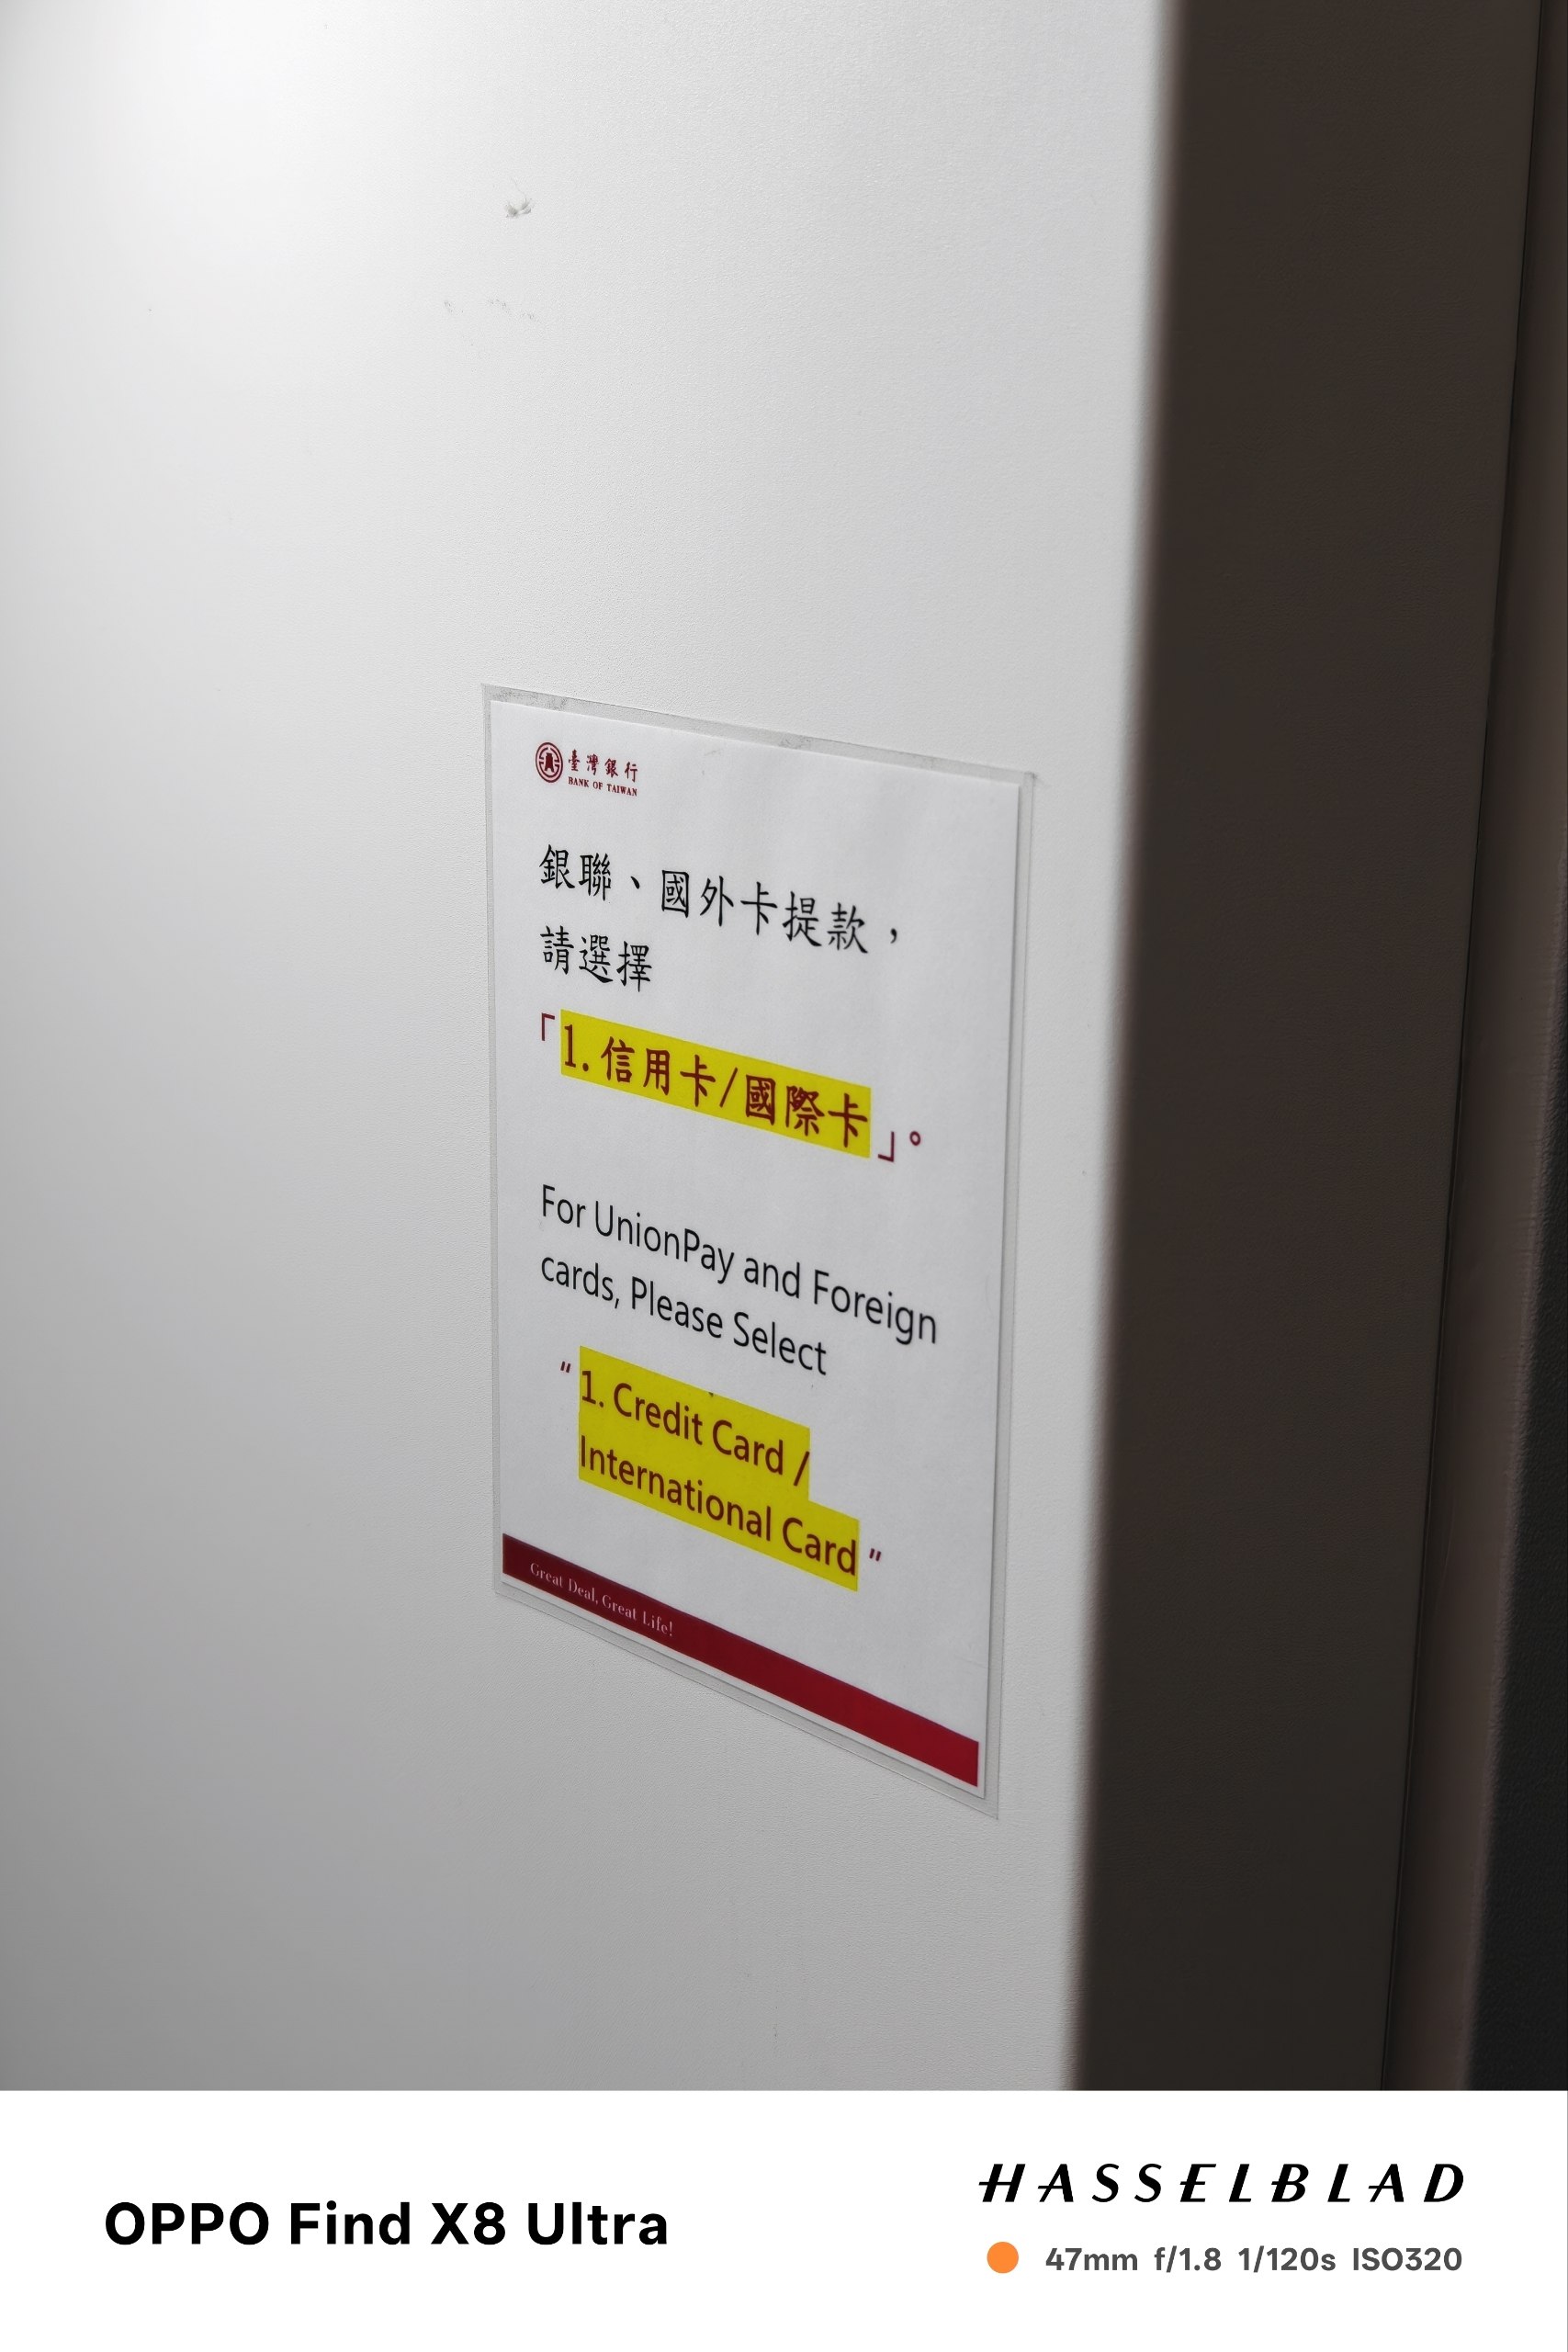 臺灣銀行
BANK OF TAIWAN
銀聯、國外卡提款，
請選擇
「1.信用卡/國際卡」。
For UnionPay and Foreign
cards, Please Select
" 1. Credit Card /
International Card "
Great Deal, Great Life!
OPPO Find X8 Ultra
HASSELBLAD
47mm f/1.8 1/120s ISO320